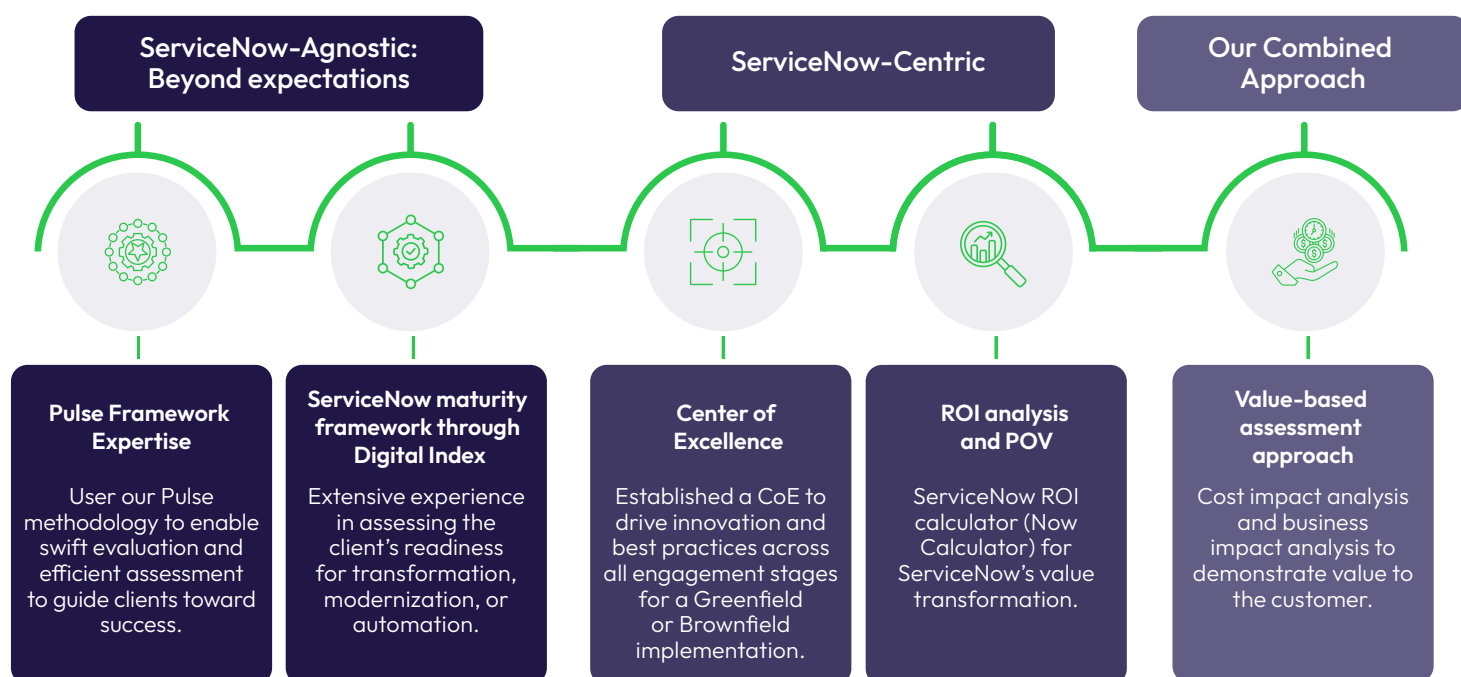 ServiceNow-Agnostic:
Beyond expectations
ServiceNow-Centric
Our Combined
Approach
Pulse Framework
Expertise
User our Pulse
methodology to enable
swift evaluation and
efficient assessment
to guide clients toward
success.
ServiceNow maturity
framework through
Digital Index
Extensive experience
in assessing the
client's readiness
for transformation,
modernization, or
automation.
Center of
Excellence
Established a CoE to
drive innovation and
best practices across
all engagement stages
for a Greenfield
or Brownfield
implementation.
ROI analysis
and POV
ServiceNow ROI
calculator (Now
Calculator) for
ServiceNow's value
transformation.
Value-based
assessment
approach
Cost impact analysis
and business
impact analysis to
demonstrate value to
the customer.